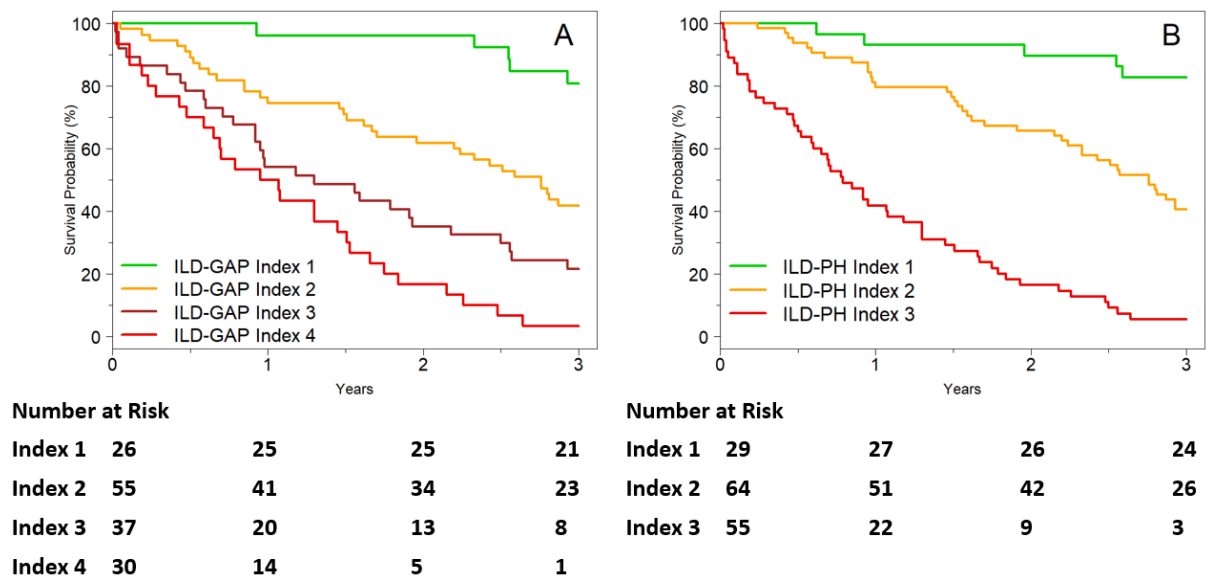 A
Survival Probability (%)
100
80
60
40
20
0
ILD-GAP Index 1
ILD-GAP Index 2
ILD-GAP Index 3
ILD-GAP Index 4
0 1 2 3
Years
Number at Risk
Index 1 26 25 25 21
Index 2 55 41 34 23
Index 3 37 20 13 8
Index 4 30 14 5 1
B
Survival Probability (%)
100
80
60
40
20
0
ILD-PH Index 1
ILD-PH Index 2
ILD-PH Index 3
0 1 2 3
Years
Number at Risk
Index 1 29 27 26 24
Index 2 64 51 42 26
Index 3 55 22 9 3